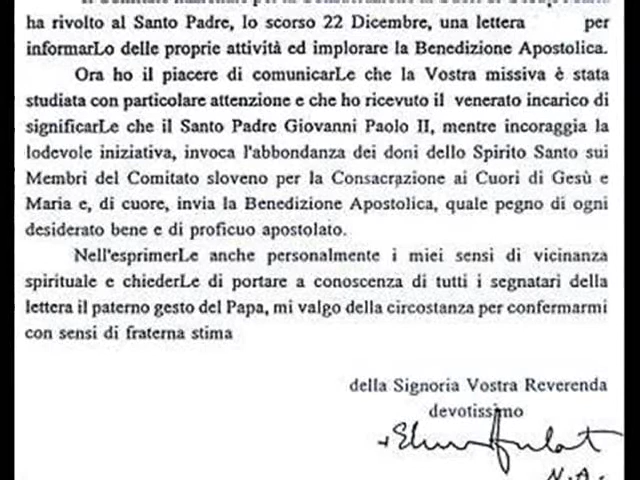 ha rivolto al Santo Padre, lo scorso 22 Dicembre, una lettera per
informarLo delle proprie attività ed implorare la Benedizione Apostolica.
Ora ho il piacere di comunicarLe che la Vostra missiva è stata
studiata con particolare attenzione e che ho ricevuto il venerato incarico di
significarLe che il Santo Padre Giovanni Paolo II, mentre incoraggia la
lodevole iniziativa, invoca l'abbondanza dei doni dello Spirito Santo sui
Membri del Comitato sloveno per la Consacrazione ai Cuori di Gesù e
Maria e, di cuore, invia la Benedizione Apostolica, quale pegno di ogni
desiderato bene e di proficuo apostolato.
Nell'esprimerLe anche personalmente i miei sensi di vicinanza
spirituale e chiederLe di portare a conoscenza di tutti i segnatari della
lettera il paterno gesto del Papa, mi valgo della circostanza per confermarmi
con sensi di fraterna stima
della Signoria Vostra Reverenda
devotissimo
N.A.